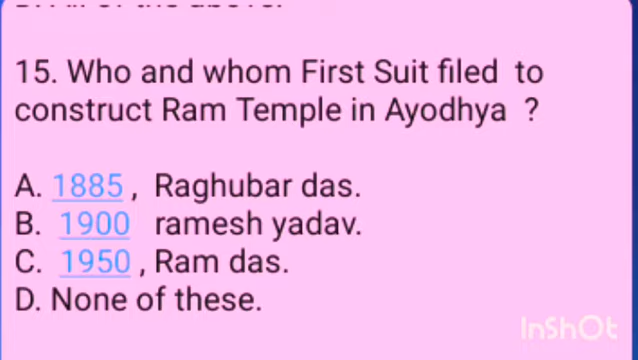 15. Who and whom First Suit filed to
construct Ram Temple in Ayodhya ?
A. 1885 , Raghubar das.
B. 1900 ramesh yadav.
C. 1950 , Ram das.
D. None of these.
InShOt